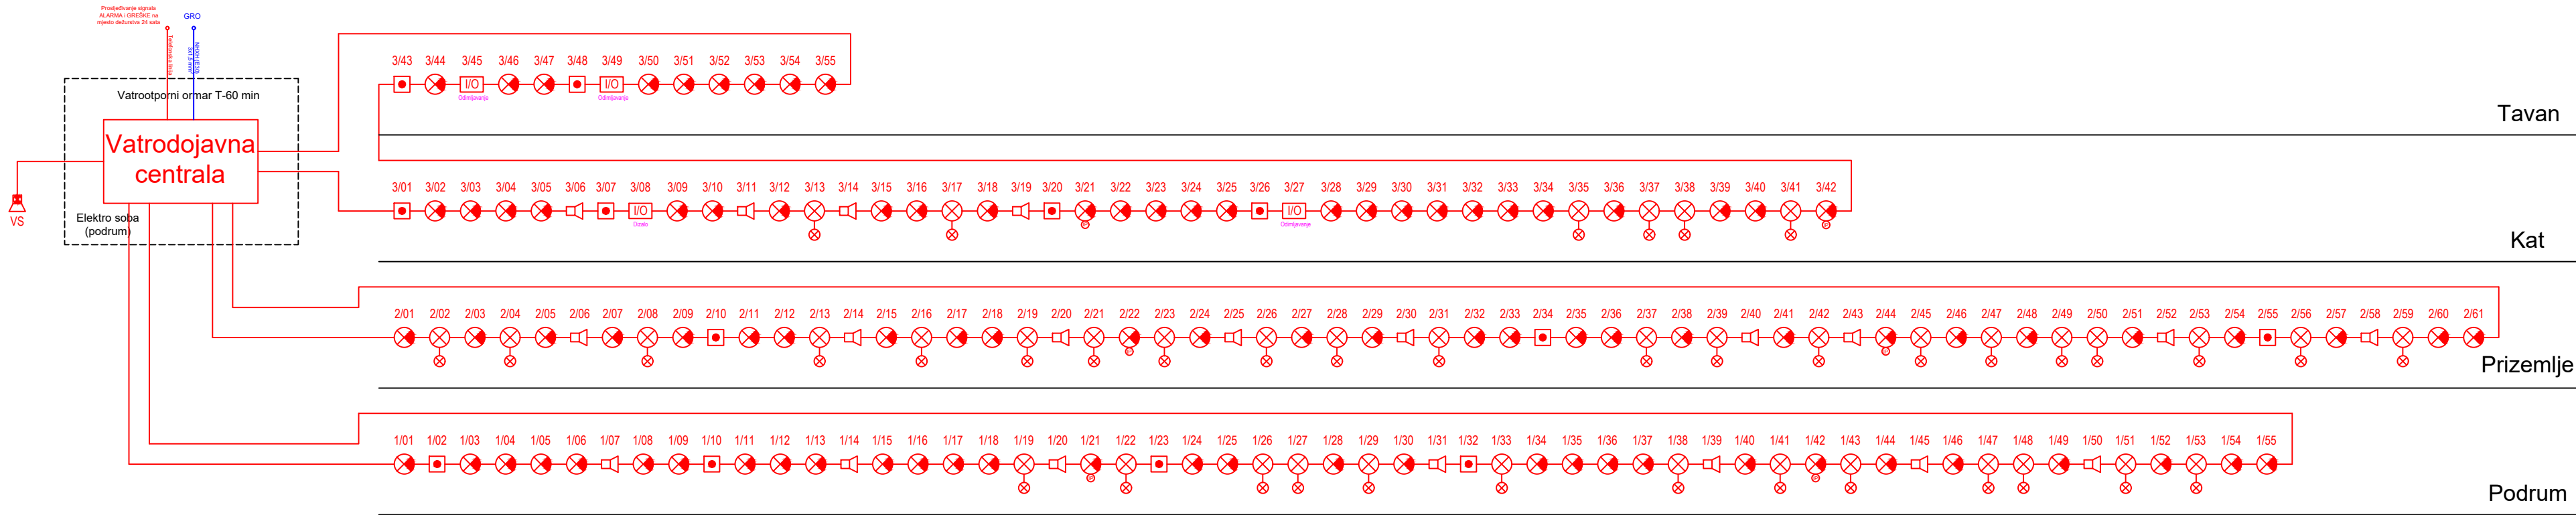 Prosljeđivanje signala
ALARMA i GREŠKE na
mjesto dežurstva 24 sata
GRO
Telefonska linija
NHXH (E30)
3x1,5 mm²
Vatrootporni ormar T-60 min
Vatrodojavna
centrala
Elektro soba
(podrum)
VS
3/43 3/44 3/45 3/46 3/47 3/48 3/49 3/50 3/51 3/52 3/53 3/54 3/55
I/O I/O
Odimljavanje Odimljavanje
Tavan
3/01 3/02 3/03 3/04 3/05 3/06 3/07 3/08 3/09 3/10 3/11 3/12 3/13 3/14 3/15 3/16 3/17 3/18 3/19 3/20 3/21 3/22 3/23 3/24 3/25 3/26 3/27 3/28 3/29 3/30 3/31 3/32 3/33 3/34 3/35 3/36 3/37 3/38 3/39 3/40 3/41 3/42
I/O I/O
Dizalo Odimljavanje
Kat
2/01 2/02 2/03 2/04 2/05 2/06 2/07 2/08 2/09 2/10 2/11 2/12 2/13 2/14 2/15 2/16 2/17 2/18 2/19 2/20 2/21 2/22 2/23 2/24 2/25 2/26 2/27 2/28 2/29 2/30 2/31 2/32 2/33 2/34 2/35 2/36 2/37 2/38 2/39 2/40 2/41 2/42 2/43 2/44 2/45 2/46 2/47 2/48 2/49 2/50 2/51 2/52 2/53 2/54 2/55 2/56 2/57 2/58 2/59 2/60 2/61
Prizemlje
1/01 1/02 1/03 1/04 1/05 1/06 1/07 1/08 1/09 1/10 1/11 1/12 1/13 1/14 1/15 1/16 1/17 1/18 1/19 1/20 1/21 1/22 1/23 1/24 1/25 1/26 1/27 1/28 1/29 1/30 1/31 1/32 1/33 1/34 1/35 1/36 1/37 1/38 1/39 1/40 1/41 1/42 1/43 1/44 1/45 1/46 1/47 1/48 1/49 1/50 1/51 1/52 1/53 1/54 1/55
Podrum